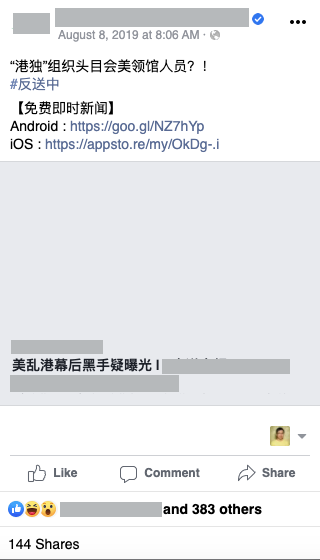 August 8, 2019 at 8:06 AM ·
“港独”组织头目会美领馆人员？！
#反送中
【免费即时新闻】
Android : https://goo.gl/NZ7hYp
iOS : https://appsto.re/my/OkDg-.i
美乱港幕后黑手疑曝光 l
Like
Comment
Share
and 383 others
144 Shares